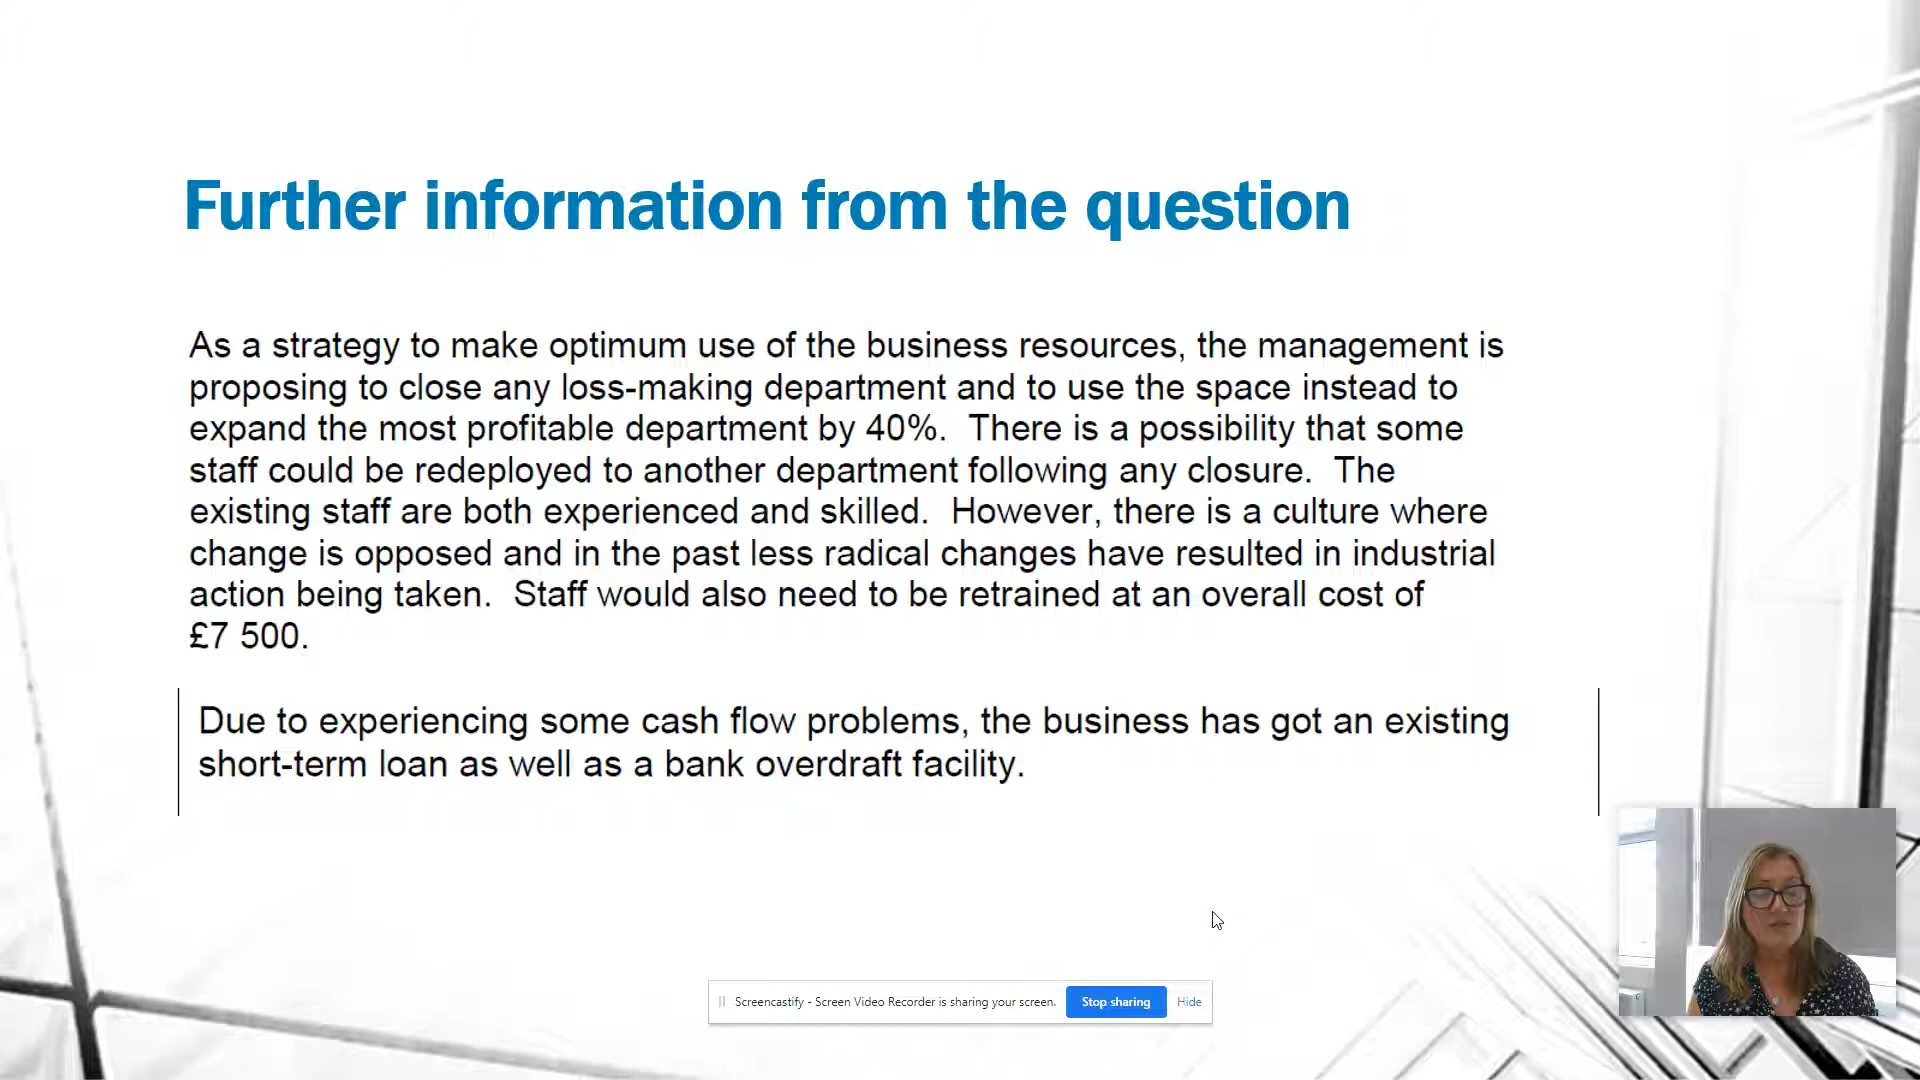 Further information from the question
As a strategy to make optimum use of the business resources, the management is
proposing to close any loss-making department and to use the space instead to
expand the most profitable department by 40%.  There is a possibility that some
staff could be redeployed to another department following any closure.  The
existing staff are both experienced and skilled.  However, there is a culture where
change is opposed and in the past less radical changes have resulted in industrial
action being taken.  Staff would also need to be retrained at an overall cost of
£7 500.
Due to experiencing some cash flow problems, the business has got an existing
short-term loan as well as a bank overdraft facility.
Screencastify - Screen Video Recorder is sharing your screen. Stop sharing Hide